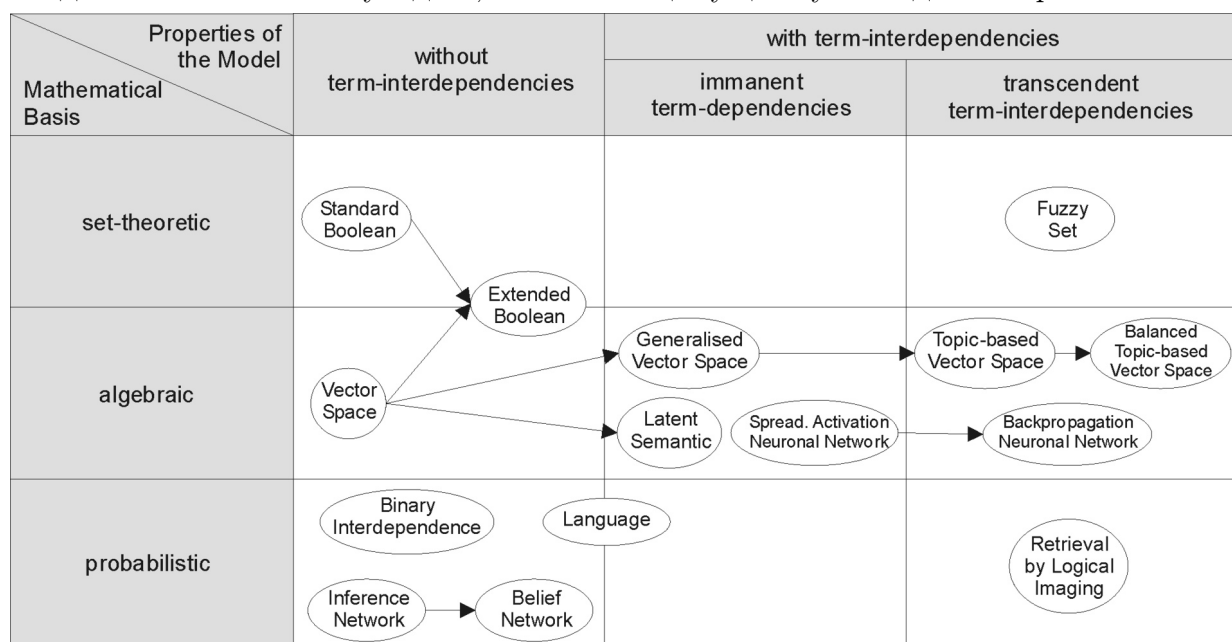 Properties of
the Model
Mathematical
Basis
without
term-interdependencies
with term-interdependencies
immanent
term-dependencies
transcendent
term-interdependencies
set-theoretic
Standard
Boolean
Fuzzy
Set
Extended
Boolean
algebraic
Vector
Space
Generalised
Vector Space
Topic-based
Vector Space
Balanced
Topic-based
Vector Space
Latent
Semantic
Spread. Activation
Neuronal Network
Backpropagation
Neuronal Network
probabilistic
Binary
Interdependence
Language
Retrieval
by Logical
Imaging
Inference
Network
Belief
Network